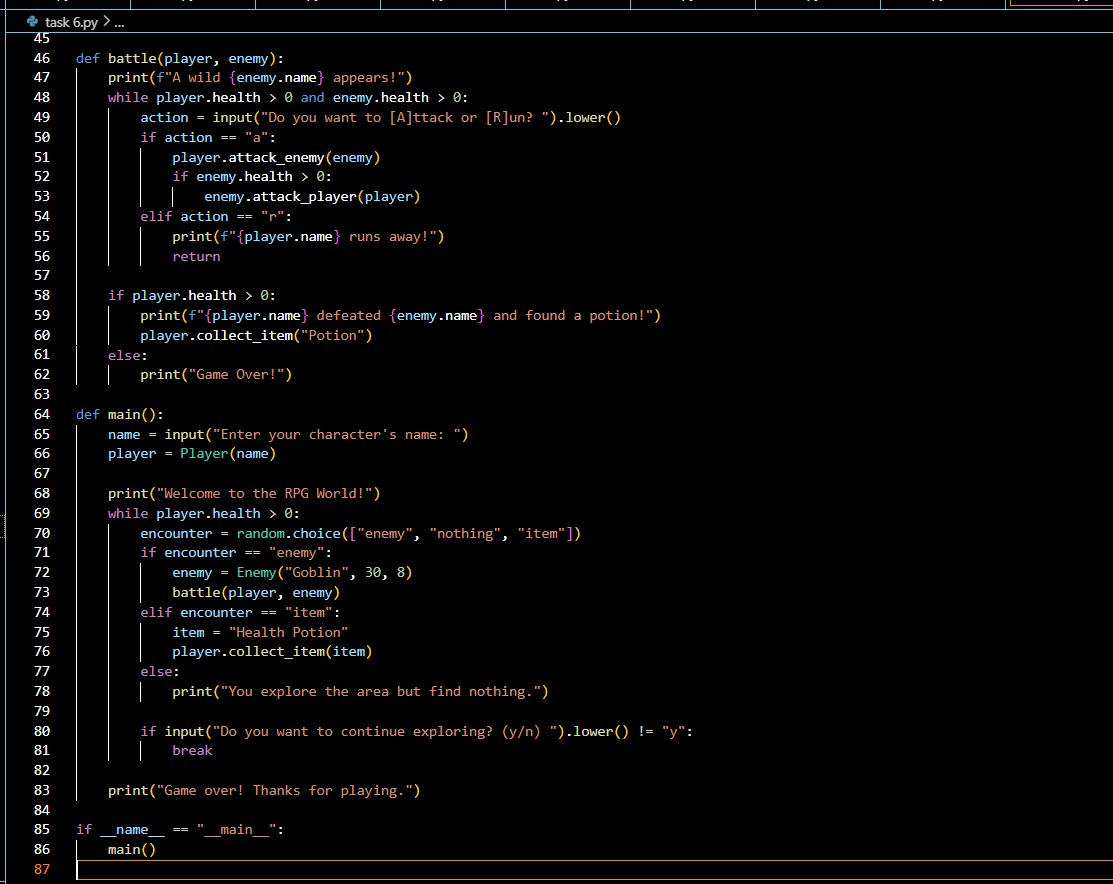 task 6.py > ...
45
46 def battle(player, enemy):
47     print(f"A wild {enemy.name} appears!")
48     while player.health > 0 and enemy.health > 0:
49         action = input("Do you want to [A]ttack or [R]un? ").lower()
50         if action == "a":
51             player.attack_enemy(enemy)
52             if enemy.health > 0:
53                 enemy.attack_player(player)
54         elif action == "r":
55             print(f"{player.name} runs away!")
56             return
57
58     if player.health > 0:
59         print(f"{player.name} defeated {enemy.name} and found a potion!")
60         player.collect_item("Potion")
61     else:
62         print("Game Over!")
63
64 def main():
65     name = input("Enter your character's name: ")
66     player = Player(name)
67
68     print("Welcome to the RPG World!")
69     while player.health > 0:
70         encounter = random.choice(["enemy", "nothing", "item"])
71         if encounter == "enemy":
72             enemy = Enemy("Goblin", 30, 8)
73             battle(player, enemy)
74         elif encounter == "item":
75             item = "Health Potion"
76             player.collect_item(item)
77         else:
78             print("You explore the area but find nothing.")
79
80         if input("Do you want to continue exploring? (y/n) ").lower() != "y":
81             break
82
83     print("Game over! Thanks for playing.")
84
85 if __name__ == "__main__":
86     main()
87